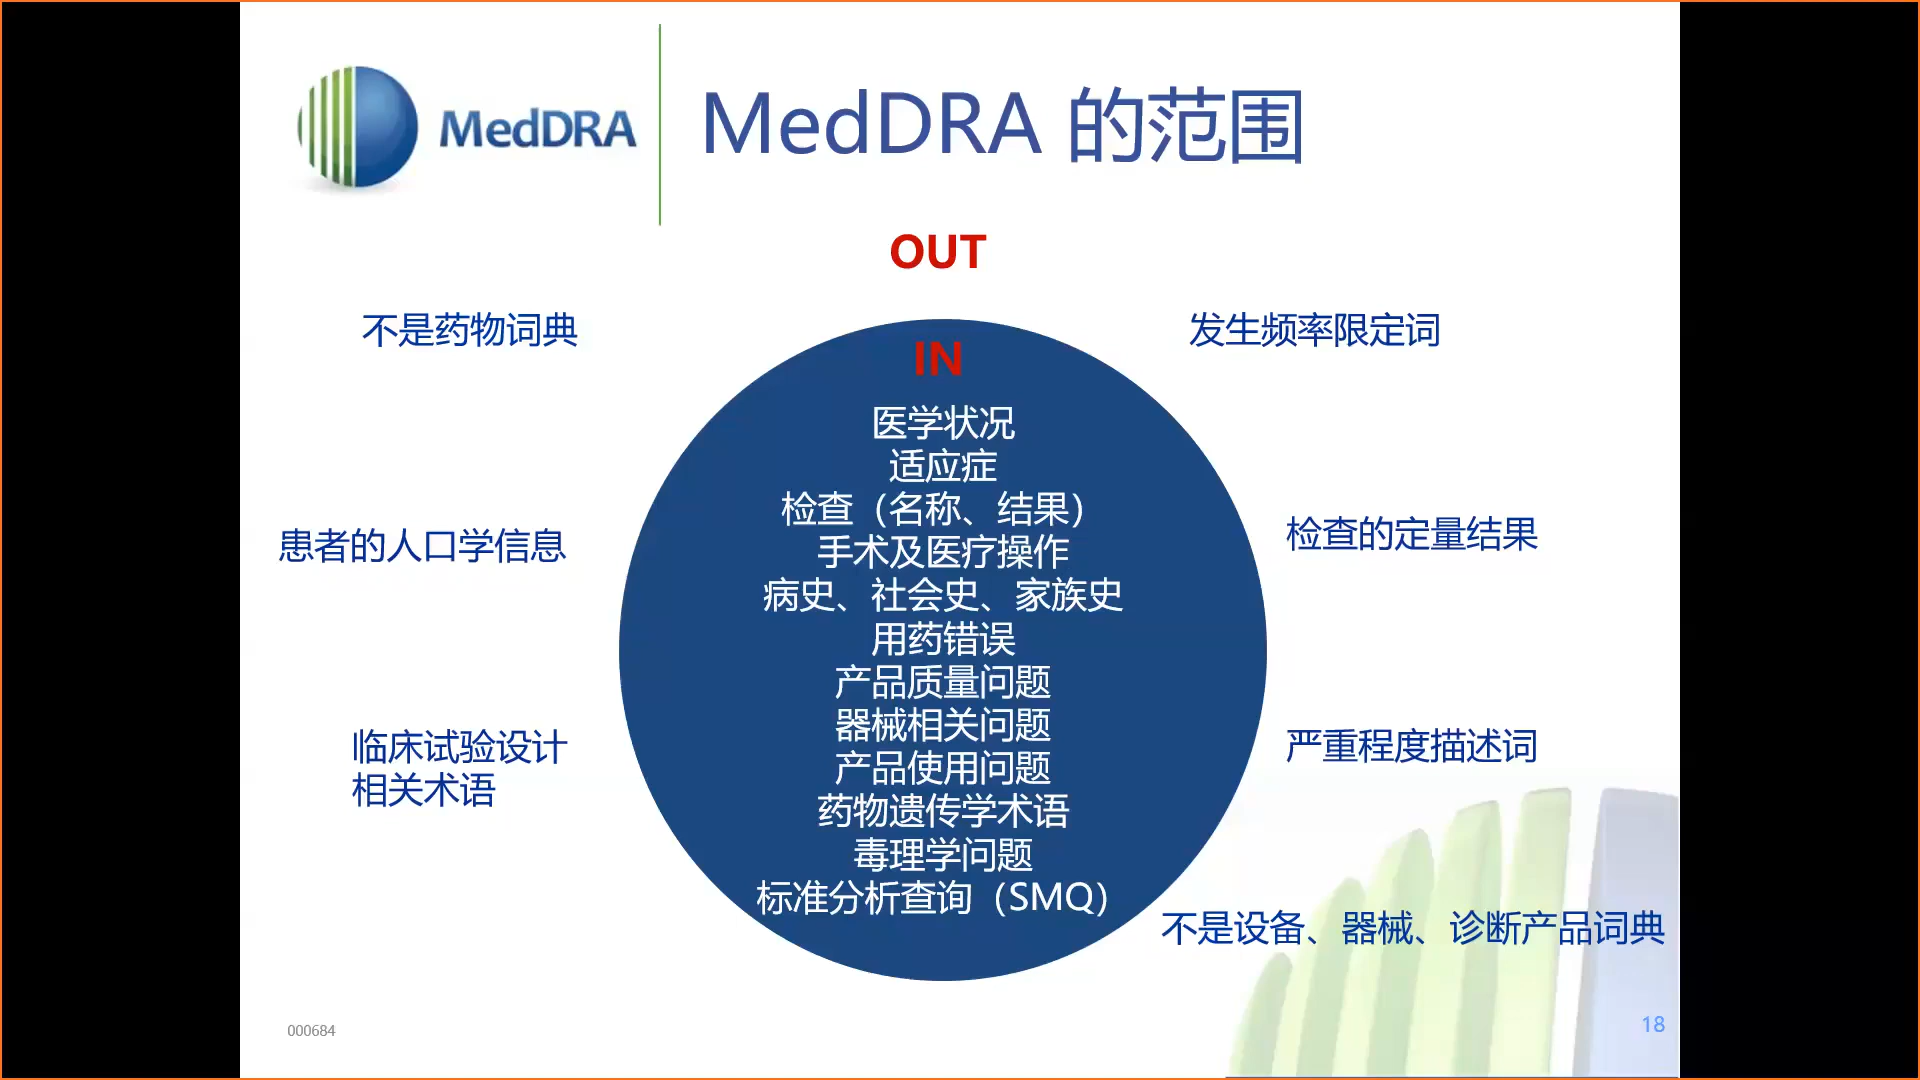 MedDRA
MedDRA 的范围
OUT
不是药物词典
发生频率限定词
IN
医学状况
适应症
检查（名称、结果）
手术及医疗操作
病史、社会史、家族史
用药错误
产品质量问题
器械相关问题
产品使用问题
药物遗传学术语
毒理学问题
标准分析查询（SMQ）
患者的人口学信息
检查的定量结果
临床试验设计
相关术语
严重程度描述词
不是设备、器械、诊断产品词典
000684
18